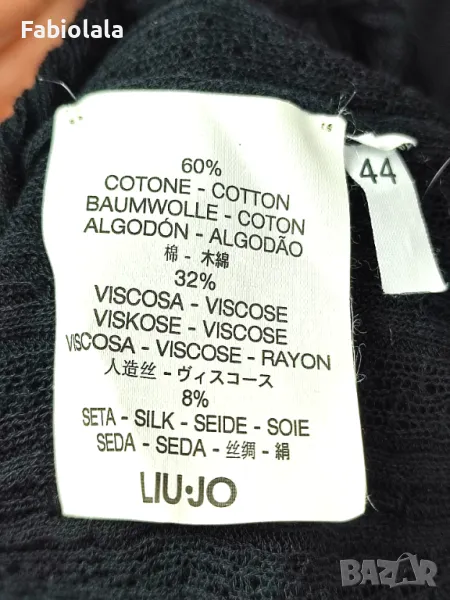 Fabiolala
60%
COTONE - COTTON
BAUMWOLLE - COTON
ALGODÓN - ALGODÃO
棉 - 木綿
32%
VISCOSA - VISCOSE
VISKOSE - VISCOSE
VISCOSA - VISCOSE - RAYON
人造丝 - ヴィスコース
8%
SETA - SILK - SEIDE - SOIE
SEDA - SEDA - 丝绸 - 絹
LIU·JO
44
BAZAR